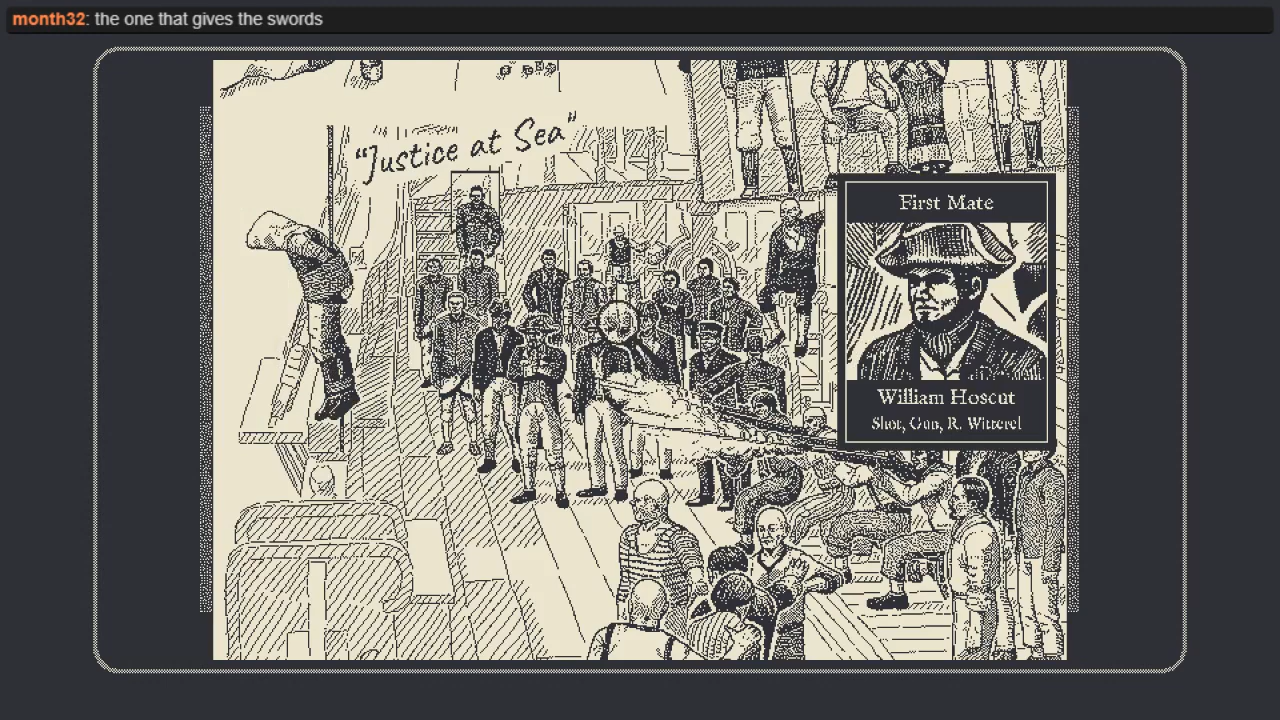 month32: the one that gives the swords
"Justice at Sea"
First Mate
William Hoscut
Shot, Gun, R. Witterel